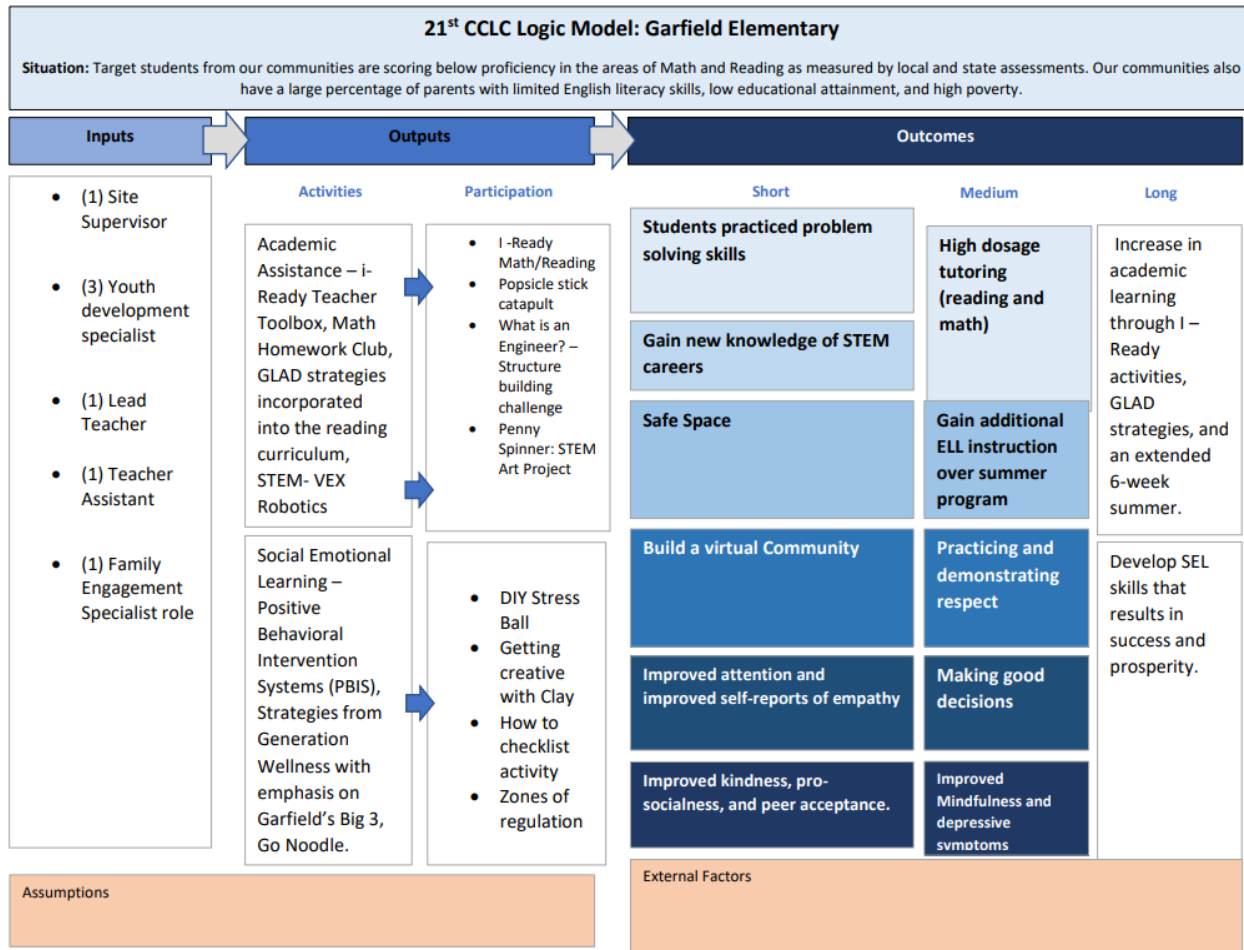 21st CCLC Logic Model: Garfield Elementary
Situation: Target students from our communities are scoring below proficiency in the areas of Math and Reading as measured by local and state assessments. Our communities also
have a large percentage of parents with limited English literacy skills, low educational attainment, and high poverty.
Inputs
Outputs
Outcomes
• (1) Site
Supervisor
• (3) Youth
development
specialist
• (1) Lead
Teacher
• (1) Teacher
Assistant
• (1) Family
Engagement
Specialist role
Activities
Academic
Assistance – i-
Ready Teacher
Toolbox, Math
Homework Club,
GLAD strategies
incorporated
into the reading
curriculum,
STEM- VEX
Robotics
Social Emotional
Learning –
Positive
Behavioral
Intervention
Systems (PBIS),
Strategies from
Generation
Wellness with
emphasis on
Garfield’s Big 3,
Go Noodle.
Participation
• I -Ready
Math/Reading
• Popsicle stick
catapult
• What is an
Engineer? –
Structure
building
challenge
• Penny
Spinner: STEM
Art Project
• DIY Stress
Ball
• Getting
creative with
Clay
• How to
checklist
activity
• Zones of
regulation
Short
Students practiced problem
solving skills
Gain new knowledge of STEM
careers
Safe Space
Build a virtual Community
Improved attention and
improved self-reports of empathy
Improved kindness, pro-
socialness, and peer acceptance.
Medium
High dosage
tutoring
(reading and
math)
Gain additional
ELL instruction
over summer
program
Practicing and
demonstrating
respect
Making good
decisions
Improved
Mindfulness and
depressive
symptoms
Long
Increase in
academic
learning
through I –
Ready
activities,
GLAD
strategies, and
an extended
6-week
summer.
Develop SEL
skills that
results in
success and
prosperity.
Assumptions
External Factors